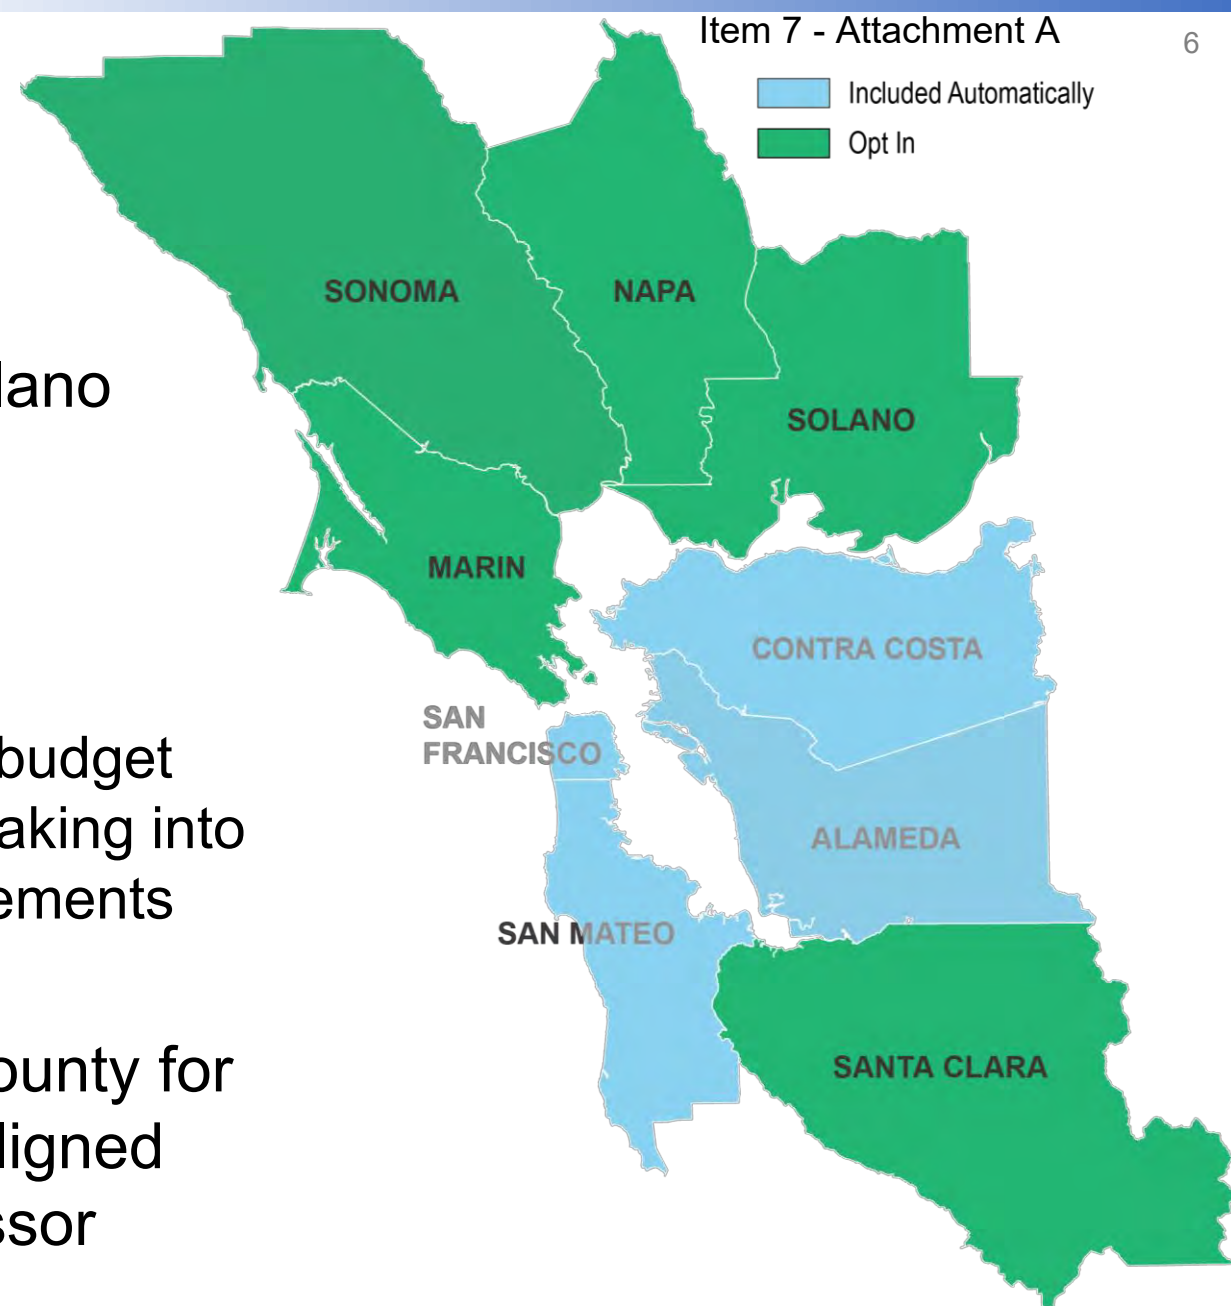 Item 7 - Attachment A
6
Included Automatically
Opt In
SONOMA
NAPA
lano
SOLANO
MARIN
CONTRA COSTA
SAN
FRANCISCO
budget
aking into
ALAMEDA
ements
SAN MATEO
ounty for
SANTA CLARA
ligned
ssor